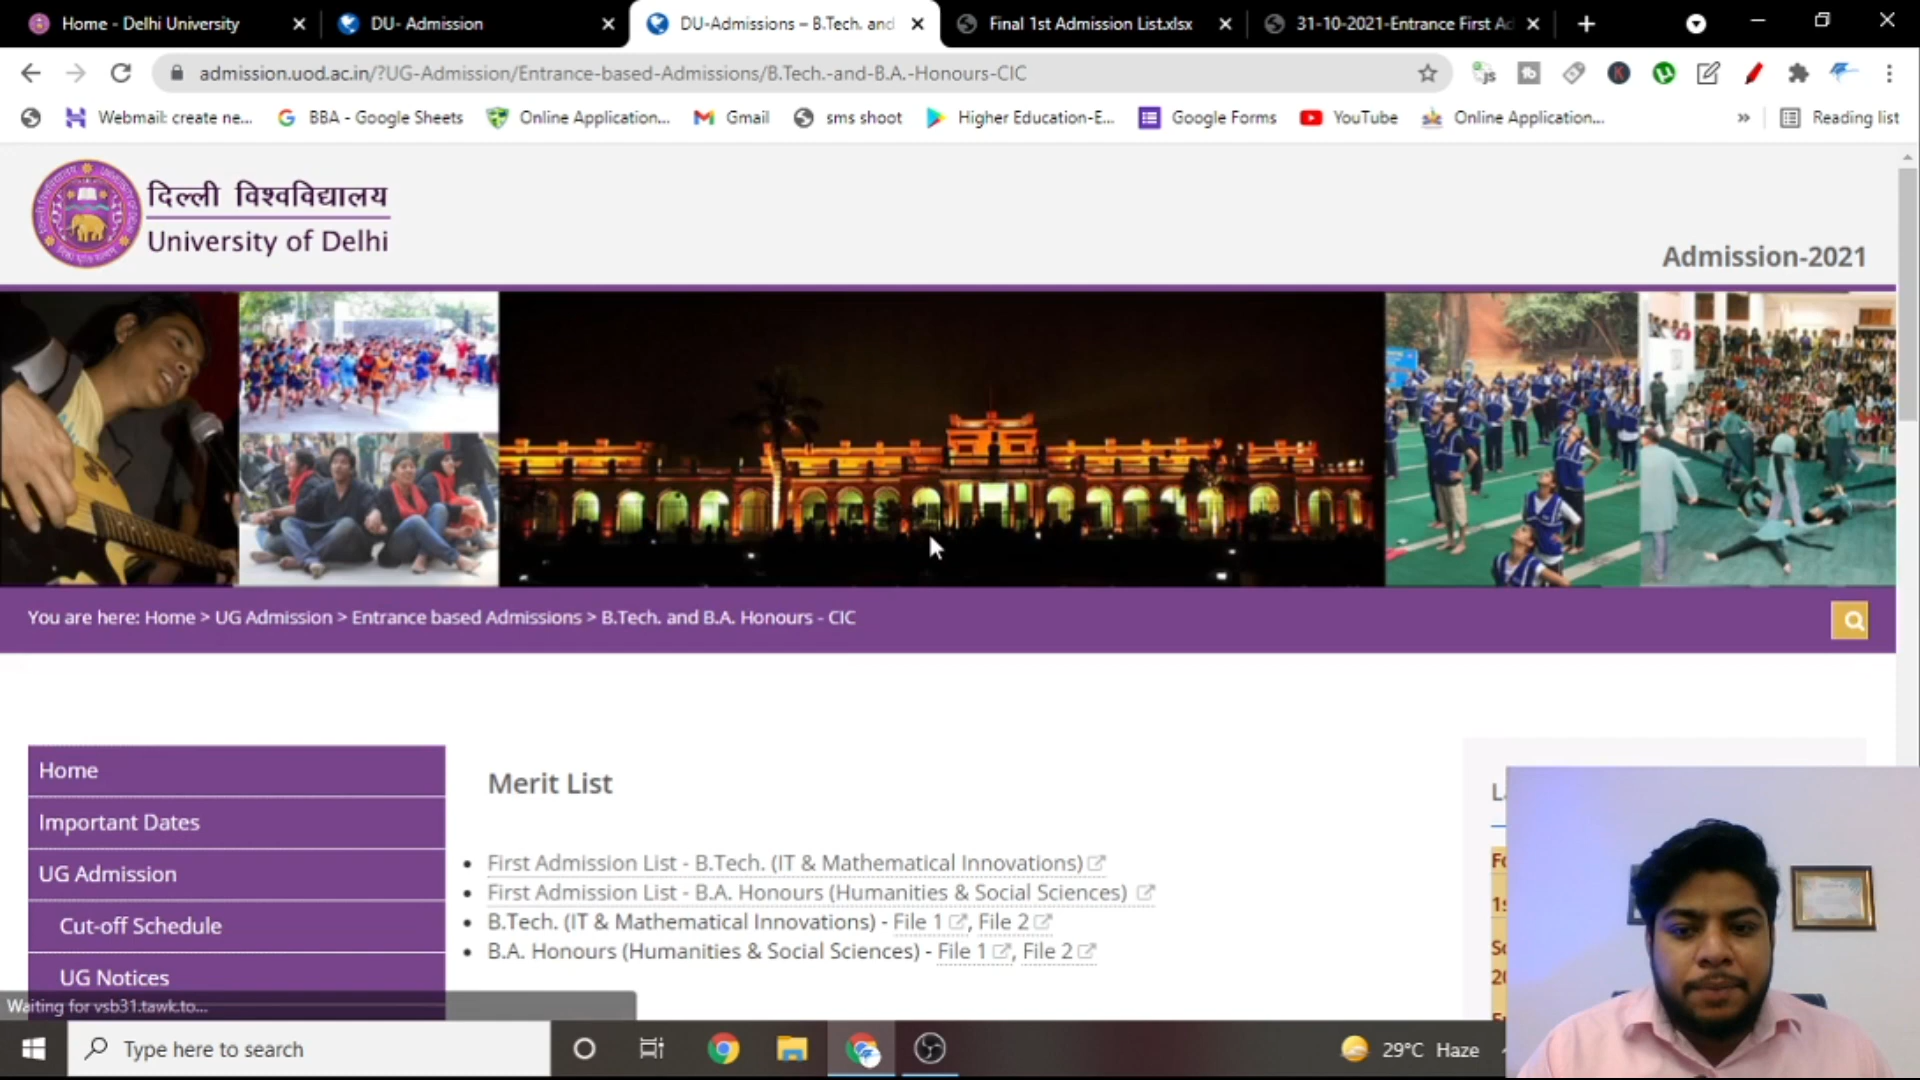 Home - Delhi University
DU- Admission
DU-Admissions – B.Tech. and
Final 1st Admission List.xlsx
31-10-2021-Entrance First Ad
admission.uod.ac.in/?UG-Admission/Entrance-based-Admissions/B.Tech.-and-B.A.-Honours-CIC
Webmail: create ne...
BBA - Google Sheets
Online Application...
Gmail
sms shoot
Higher Education-E...
Google Forms
YouTube
Online Application...
»
Reading list
दिल्ली विश्वविद्यालय
University of Delhi
Admission-2021
You are here: Home > UG Admission > Entrance based Admissions > B.Tech. and B.A. Honours - CIC
Home
Important Dates
UG Admission
Cut-off Schedule
UG Notices
Merit List
First Admission List - B.Tech. (IT & Mathematical Innovations)
First Admission List - B.A. Honours (Humanities & Social Sciences)
B.Tech. (IT & Mathematical Innovations) - File 1, File 2
B.A. Honours (Humanities & Social Sciences) - File 1, File 2
Waiting for vsb31.tawk.to...
Type here to search
29°C Haze